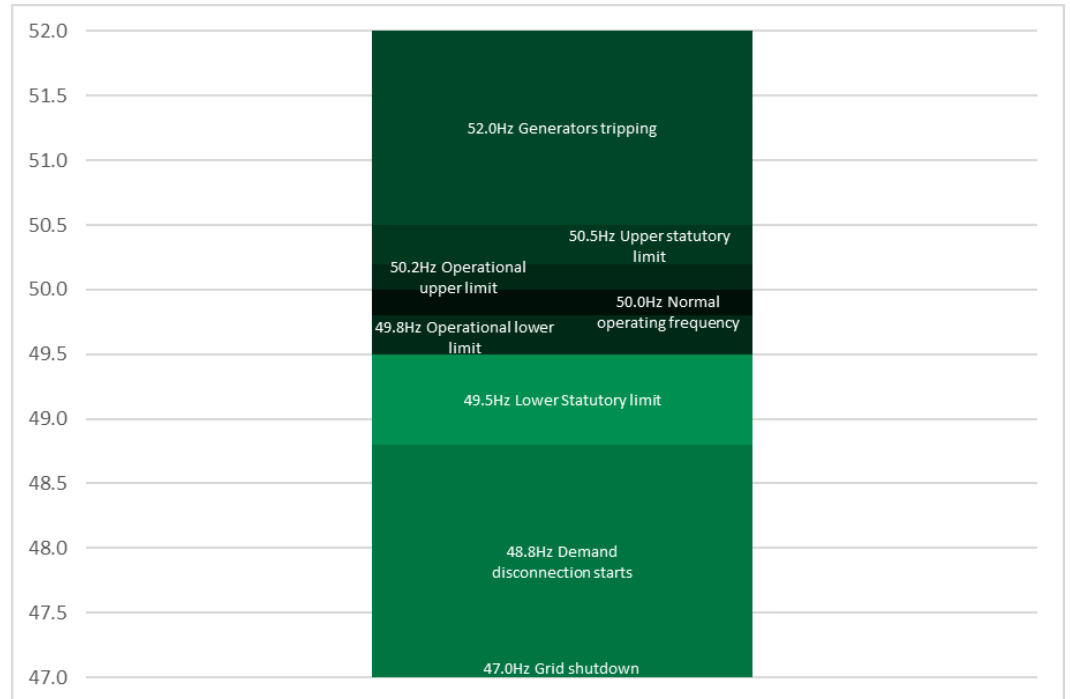 52.0
51.5
52.0Hz Generators tripping
51.0
50.5
50.5Hz Upper statutory
limit
50.2Hz Operational
upper limit
50.0
50.0Hz Normal
operating frequency
49.8Hz Operational lower
limit
49.5
49.5Hz Lower Statutory limit
49.0
48.5
48.0
48.8Hz Demand
disconnection starts
47.5
47.0Hz Grid shutdown
47.0